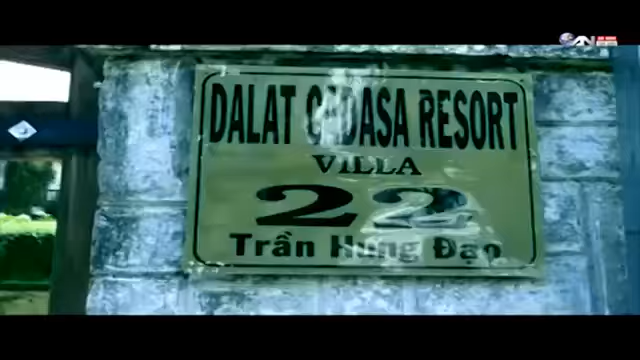 DALAT CADASA RESORT
VILLA
22
Trần Hưng Đạo